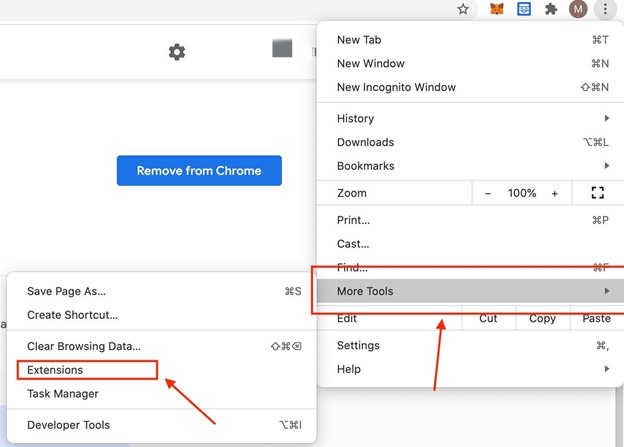 M
New Tab ⌘T
New Window ⌘N
New Incognito Window ⇧⌘N
History
Downloads ⌥⌘L
Bookmarks
Zoom - 100% +
Print... ⌘P
Cast...
Find... ⌘F
More Tools
Edit Cut Copy Paste
Settings ⌘,
Help
Remove from Chrome
Save Page As... ⌘S
Create Shortcut...
Clear Browsing Data... ⇧⌘⌫
Extensions
Task Manager
Developer Tools ⌥⌘I